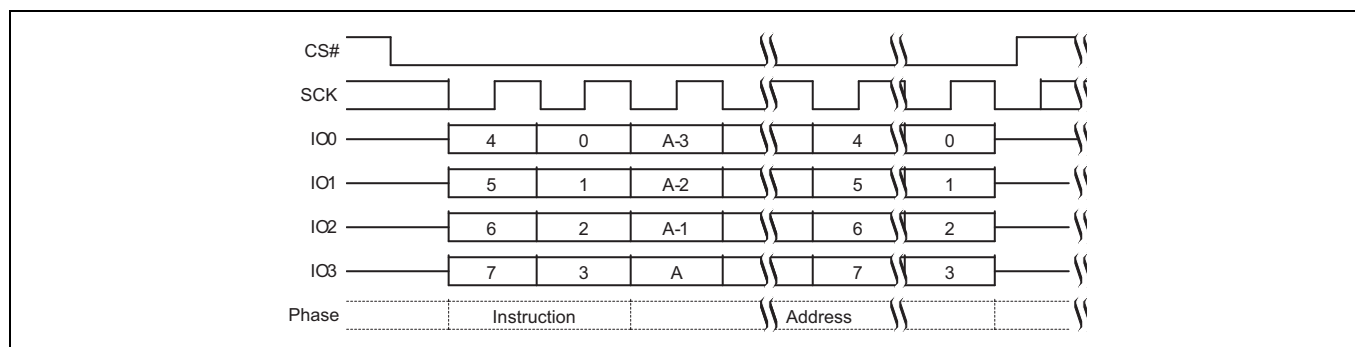 CS#
SCK
IO0 4 0 A-3 4 0
IO1 5 1 A-2 5 1
IO2 6 2 A-1 6 2
IO3 7 3 A 7 3
Phase Instruction Address